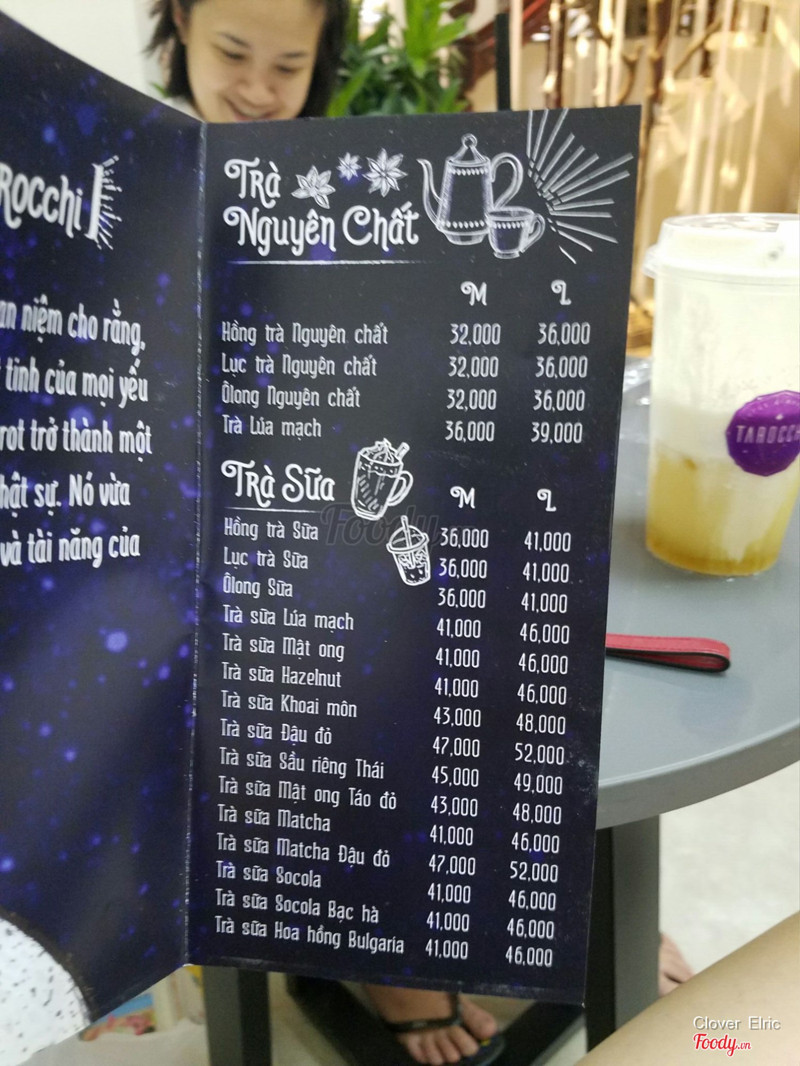 Rocchi
niệm cho rằng,
tinh của mọi yếu
trở thành một
sự. Nó vừa
và tài năng của
Trà
Nguyên Chất
M L
Hồng trà Nguyên chất 32,000 36,000
Lục trà Nguyên chất 32,000 36,000
Ôlong Nguyên chất 32,000 36,000
Trà Lúa mạch 36,000 39,000
Trà Sữa
M L
Hồng trà Sữa 36,000 41,000
Lục trà Sữa 36,000 41,000
Ôlong Sữa 36,000 41,000
Trà sữa Lúa mạch 41,000 46,000
Trà sữa Mật ong 41,000 46,000
Trà sữa Hazelnut 41,000 46,000
Trà sữa Khoai môn 43,000 48,000
Trà sữa Đậu đỏ 47,000 52,000
Trà sữa Sầu riêng Thái 45,000 49,000
Trà sữa Mật ong Táo đỏ 43,000 48,000
Trà sữa Matcha 41,000 46,000
Trà sữa Matcha Đậu đỏ 47,000 52,000
Trà sữa Socola 41,000 46,000
Trà sữa Socola Bạc hà 41,000 46,000
Trà sữa Hoa hồng Bulgaria 41,000 46,000
TAROCCH
Foody
Clover Elric
Foody.vn